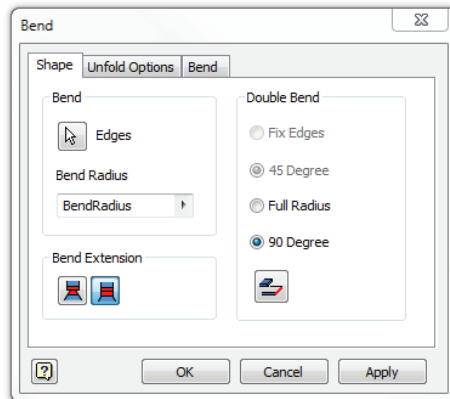 Bend
Shape
Unfold Options
Bend
Bend
Edges
Bend Radius
BendRadius
Bend Extension
Double Bend
Fix Edges
45 Degree
Full Radius
90 Degree
?
OK
Cancel
Apply